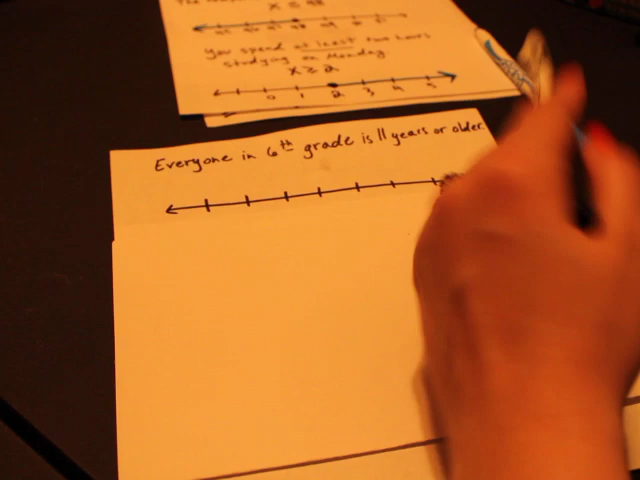 x ≤ 48
You spend at least two hours
studying on Monday.
x ≥ 2
0 1 2 3 4 5
Everyone in 6th grade is 11 years or older.